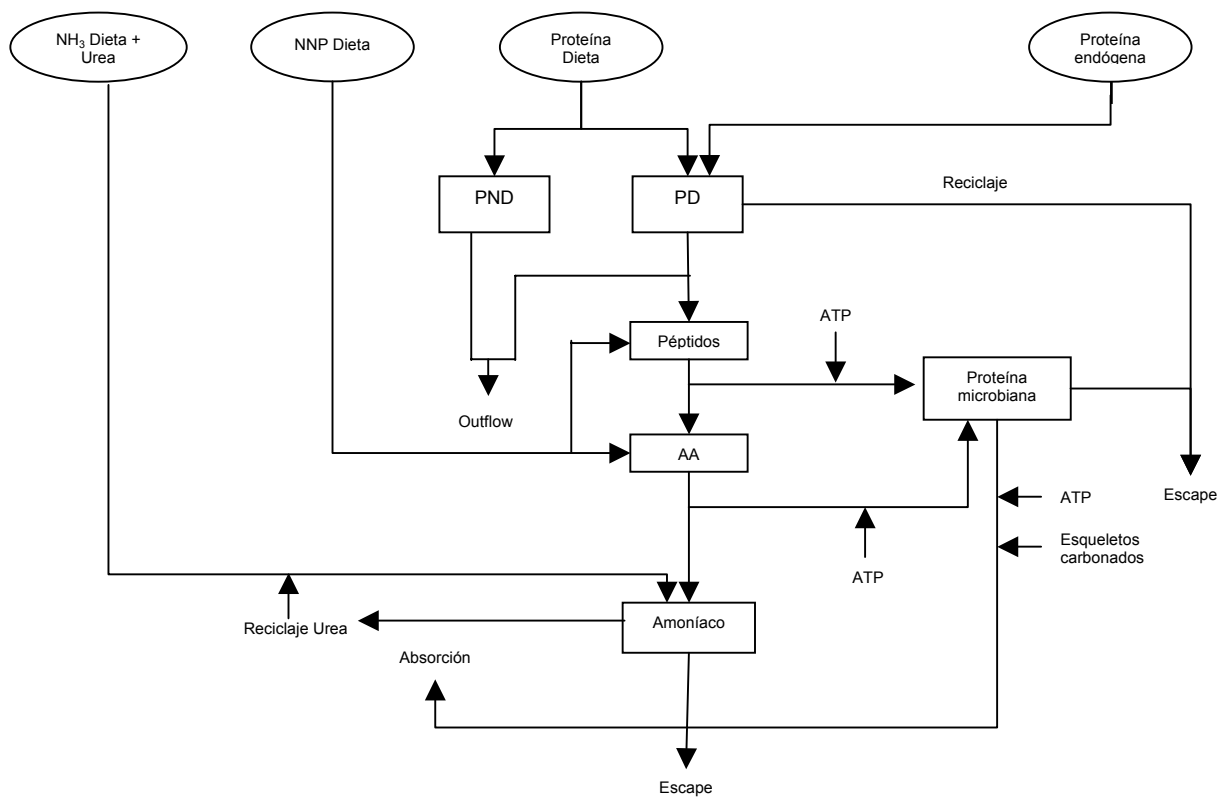 NH₃ Dieta +
Urea
NNP Dieta
Proteína
Dieta
Proteína
endógena
PND
PD
Reciclaje
Péptidos
ATP
Proteína
microbiana
Outflow
AA
ATP
Escape
Esqueletos
carbonados
ATP
Reciclaje Urea
Amoníaco
Absorción
Escape